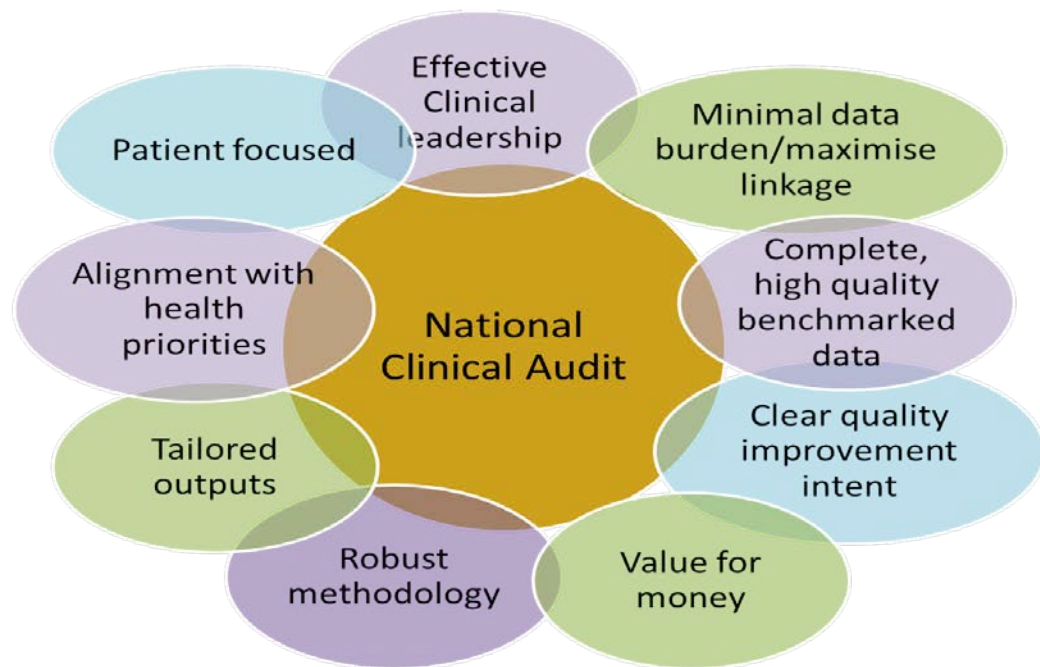 Effective
Clinical
leadership
Minimal data
burden/maximise
linkage
Complete,
high quality
benchmarked
data
Clear quality
improvement
intent
Value for
money
Robust
methodology
Tailored
outputs
Alignment with
health
priorities
Patient focused
National
Clinical Audit